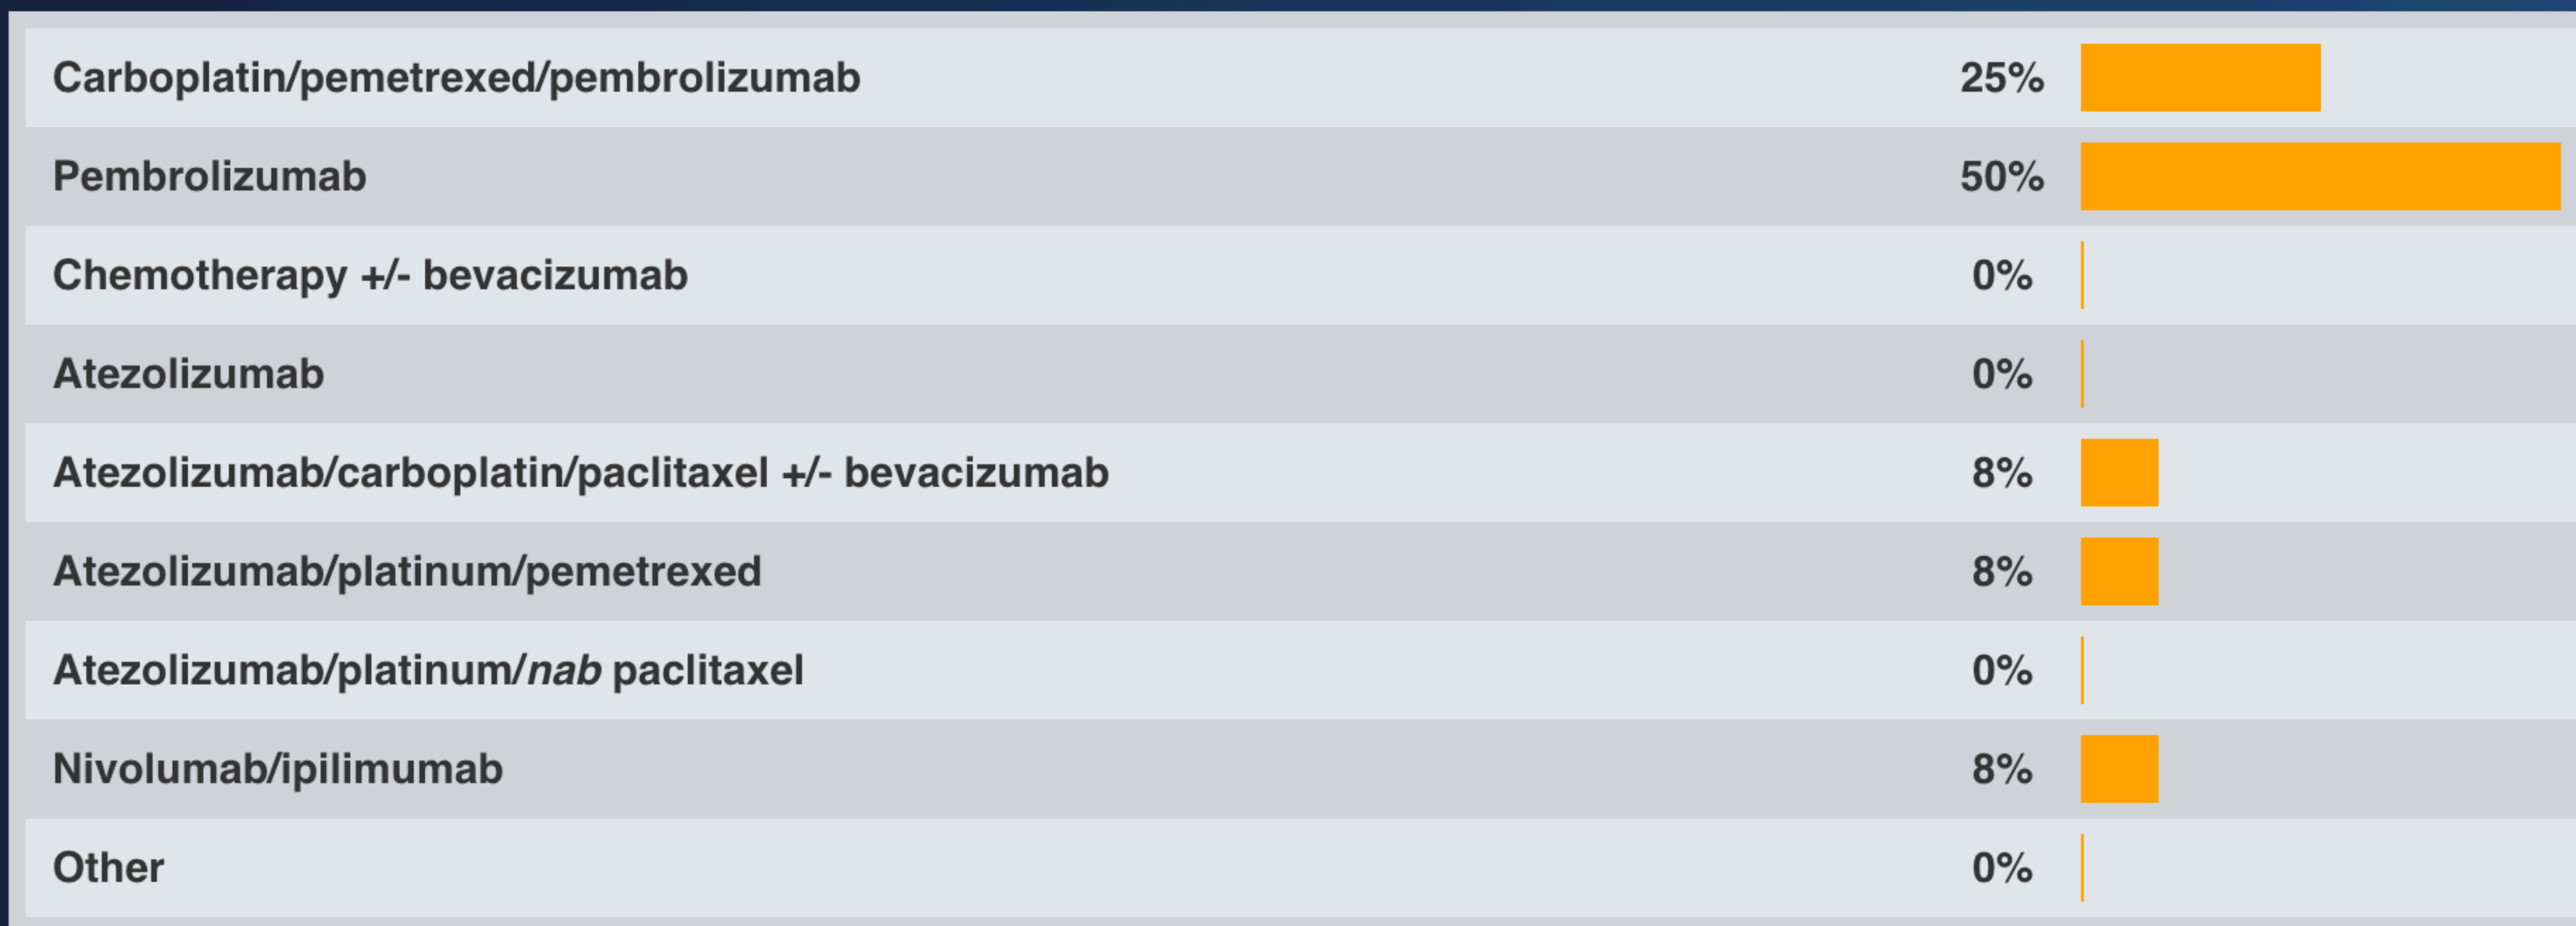 Carboplatin/pemetrexed/pembrolizumab 25%
Pembrolizumab 50%
Chemotherapy +/- bevacizumab 0%
Atezolizumab 0%
Atezolizumab/carboplatin/paclitaxel +/- bevacizumab 8%
Atezolizumab/platinum/pemetrexed 8%
Atezolizumab/platinum/nab paclitaxel 0%
Nivolumab/ipilimumab 8%
Other 0%